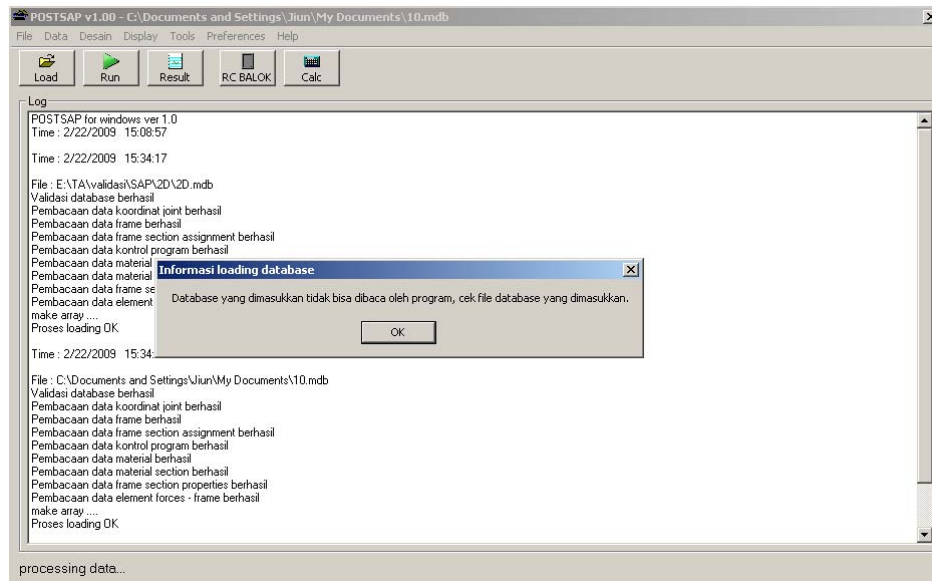 POSTSAP v1.00 - C:\Documents and Settings\Jiun\My Documents\10.mdb
File Data Desain Display Tools Preferences Help
Load Run Result RC BALOK Calc
Log
POSTSAP for windows ver 1.0
Time : 2/22/2009 15:08:57
Time : 2/22/2009 15:34:17
File : E:\TA\validasi\SAP\2D\2D.mdb
Validasi database berhasil
Pembacaan data koordinat joint berhasil
Pembacaan data frame berhasil
Pembacaan data frame section assignment berhasil
Pembacaan data kontrol program berhasil
Pembacaan data material
Pembacaan data material
Pembacaan data frame se
Pembacaan data element
make array ....
Proses loading OK
Time : 2/22/2009 15:34:
Informasi loading database
Database yang dimasukkan tidak bisa dibaca oleh program, cek file database yang dimasukkan.
OK
File : C:\Documents and Settings\Jiun\My Documents\10.mdb
Validasi database berhasil
Pembacaan data koordinat joint berhasil
Pembacaan data frame berhasil
Pembacaan data frame section assignment berhasil
Pembacaan data kontrol program berhasil
Pembacaan data material berhasil
Pembacaan data material section berhasil
Pembacaan data frame section properties berhasil
Pembacaan data element forces - frame berhasil
make array ....
Proses loading OK
processing data...